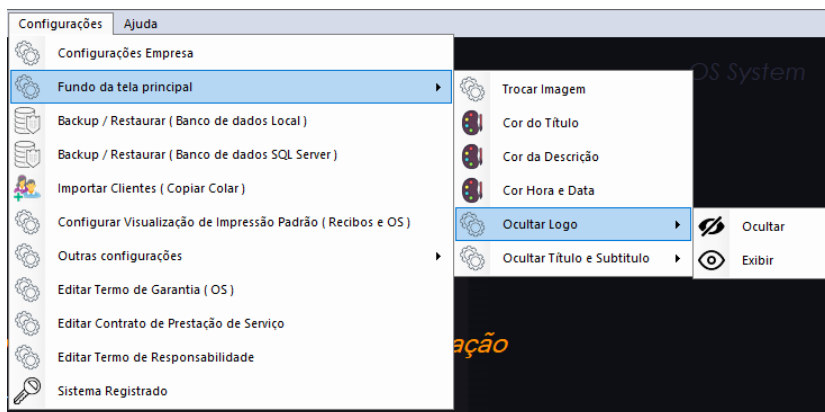 Configurações Ajuda
Configurações Empresa
Fundo da tela principal
Backup / Restaurar ( Banco de dados Local )
Backup / Restaurar ( Banco de dados SQL Server )
Importar Clientes ( Copiar Colar )
Configurar Visualização de Impressão Padrão ( Recibos e OS )
Outras configurações
Editar Termo de Garantia ( OS )
Editar Contrato de Prestação de Serviço
Editar Termo de Responsabilidade
Sistema Registrado
Trocar Imagem
Cor do Título
Cor da Descrição
Cor Hora e Data
Ocultar Logo
Ocultar Título e Subtitulo
Ocultar
Exibir
OS System
ação